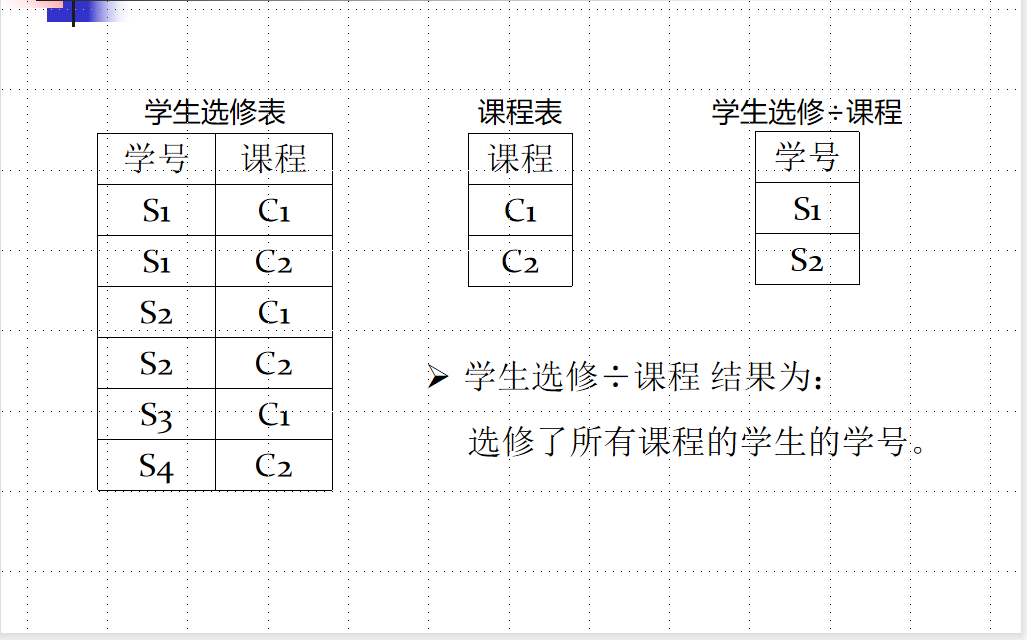 学生选修表
学号 课程
S1 C1
S1 C2
S2 C1
S2 C2
S3 C1
S4 C2
课程表
课程
C1
C2
学生选修÷课程
学号
S1
S2
➢ 学生选修÷课程 结果为：
选修了所有课程的学生的学号。